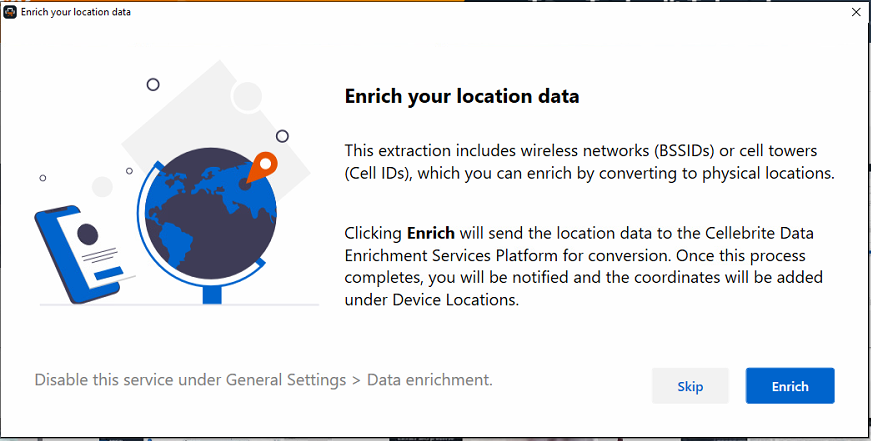 Enrich your location data
Enrich your location data
This extraction includes wireless networks (BSSIDs) or cell towers
(Cell IDs), which you can enrich by converting to physical locations.
Clicking Enrich will send the location data to the Cellebrite Data
Enrichment Services Platform for conversion. Once this process
completes, you will be notified and the coordinates will be added
under Device Locations.
Disable this service under General Settings > Data enrichment.
Skip
Enrich